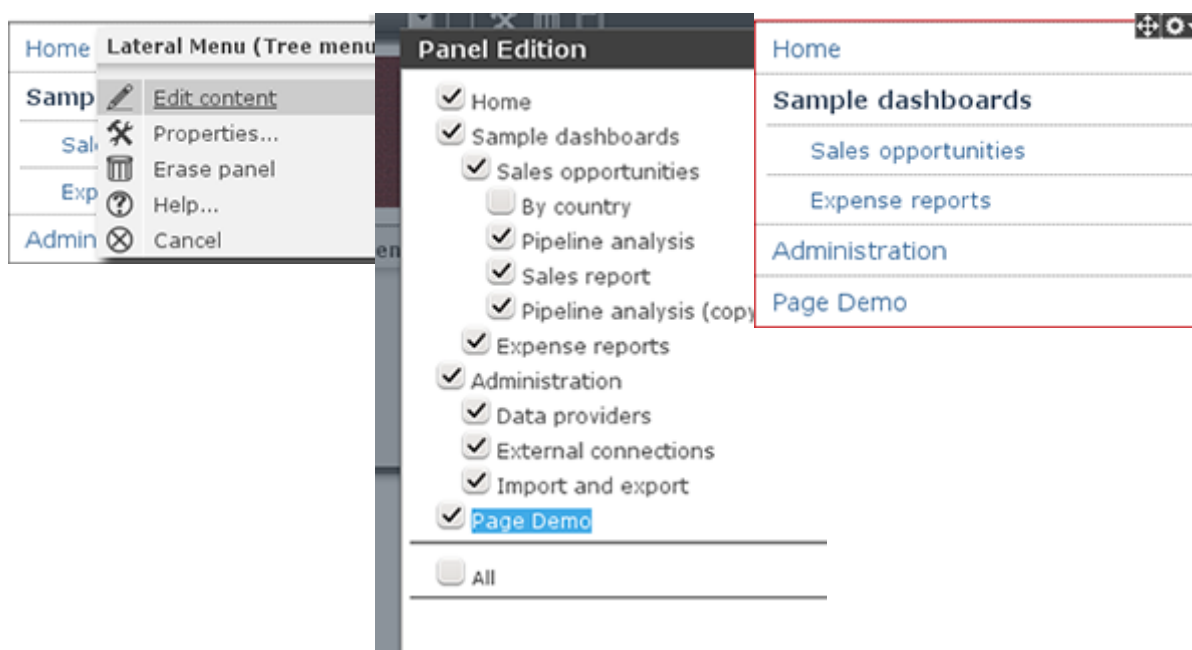 Home
Lateral Menu (Tree menu
Samp
Edit content
Properties...
Sal
Erase panel
Exp
Help...
Admin
Cancel
en
Panel Edition
Home
Sample dashboards
Sales opportunities
By country
Pipeline analysis
Sales report
Pipeline analysis (copy
Expense reports
Administration
Data providers
External connections
Import and export
Page Demo
All
Home
Sample dashboards
Sales opportunities
Expense reports
Administration
Page Demo